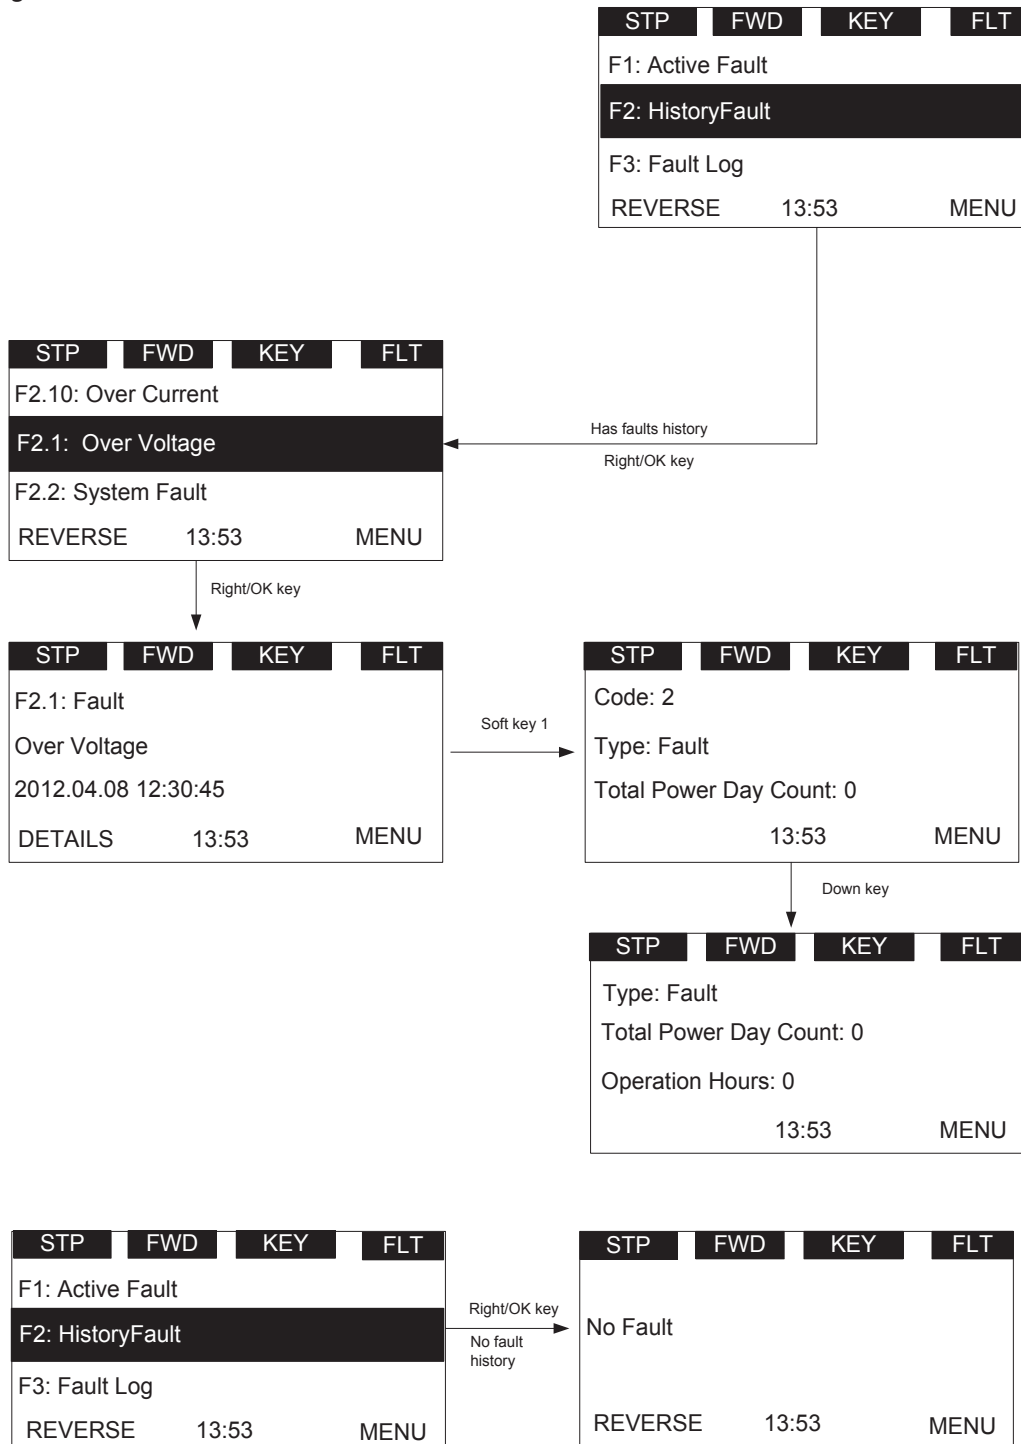 STP FWD KEY FLT
F1: Active Fault
F2: HistoryFault
F3: Fault Log
REVERSE 13:53 MENU
Has faults history
Right/OK key
STP FWD KEY FLT
F2.10: Over Current
F2.1: Over Voltage
F2.2: System Fault
REVERSE 13:53 MENU
Right/OK key
STP FWD KEY FLT
F2.1: Fault
Over Voltage
2012.04.08 12:30:45
DETAILS 13:53 MENU
Soft key 1
STP FWD KEY FLT
Code: 2
Type: Fault
Total Power Day Count: 0
13:53 MENU
Down key
STP FWD KEY FLT
Type: Fault
Total Power Day Count: 0
Operation Hours: 0
13:53 MENU
STP FWD KEY FLT
F1: Active Fault
F2: HistoryFault
F3: Fault Log
REVERSE 13:53 MENU
Right/OK key
No fault
history
STP FWD KEY FLT
No Fault
REVERSE 13:53 MENU